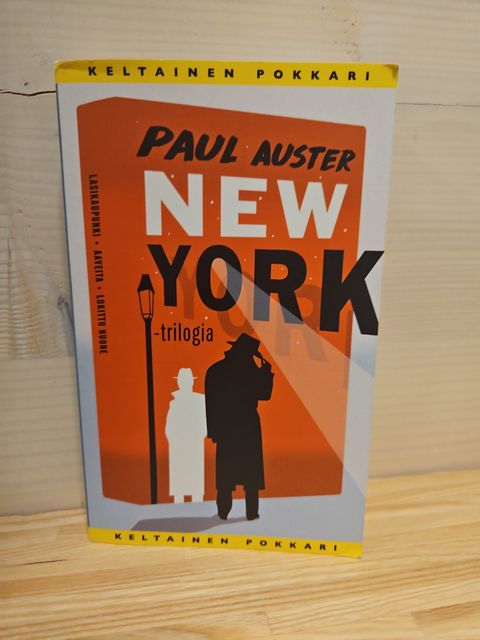 KELTAINEN POKKARI
PAUL AUSTER
NEW
YORK
-trilogia
LASIKAUPUNKI • AAVEITA • LUKITTU HUONE
KELTAINEN POKKARI